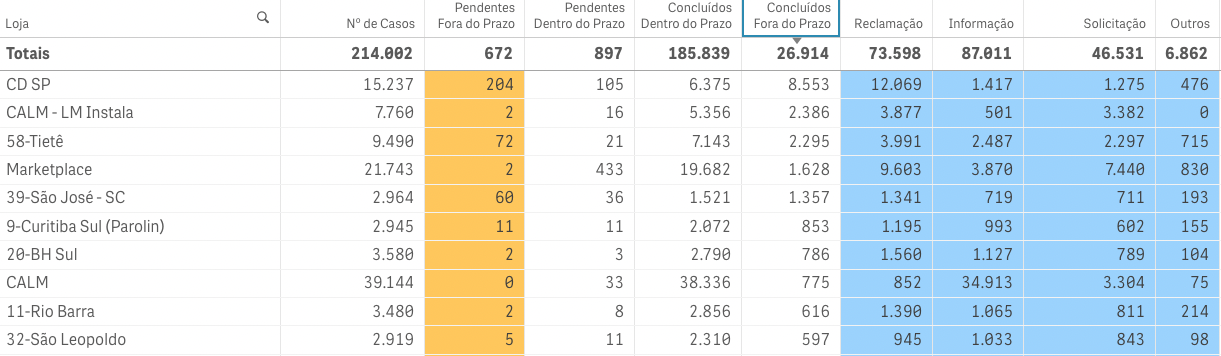 Loja Nº de Casos Pendentes Fora do Prazo Pendentes Dentro do Prazo Concluídos Dentro do Prazo Concluídos Fora do Prazo Reclamação Informação Solicitação Outros
Totais 214.002 672 897 185.839 26.914 73.598 87.011 46.531 6.862
CD SP 15.237 204 105 6.375 8.553 12.069 1.417 1.275 476
CALM - LM Instala 7.760 2 16 5.356 2.386 3.877 501 3.382 0
58-Tietê 9.490 72 21 7.143 2.295 3.991 2.487 2.297 715
Marketplace 21.743 2 433 19.682 1.628 9.603 3.870 7.440 830
39-São José - SC 2.964 60 36 1.521 1.357 1.341 719 711 193
9-Curitiba Sul (Parolin) 2.945 11 11 2.072 853 1.195 993 602 155
20-BH Sul 3.580 2 3 2.790 786 1.560 1.127 789 104
CALM 39.144 0 33 38.336 775 852 34.913 3.304 75
11-Rio Barra 3.480 2 8 2.856 616 1.390 1.065 811 214
32-São Leopoldo 2.919 5 11 2.310 597 945 1.033 843 98